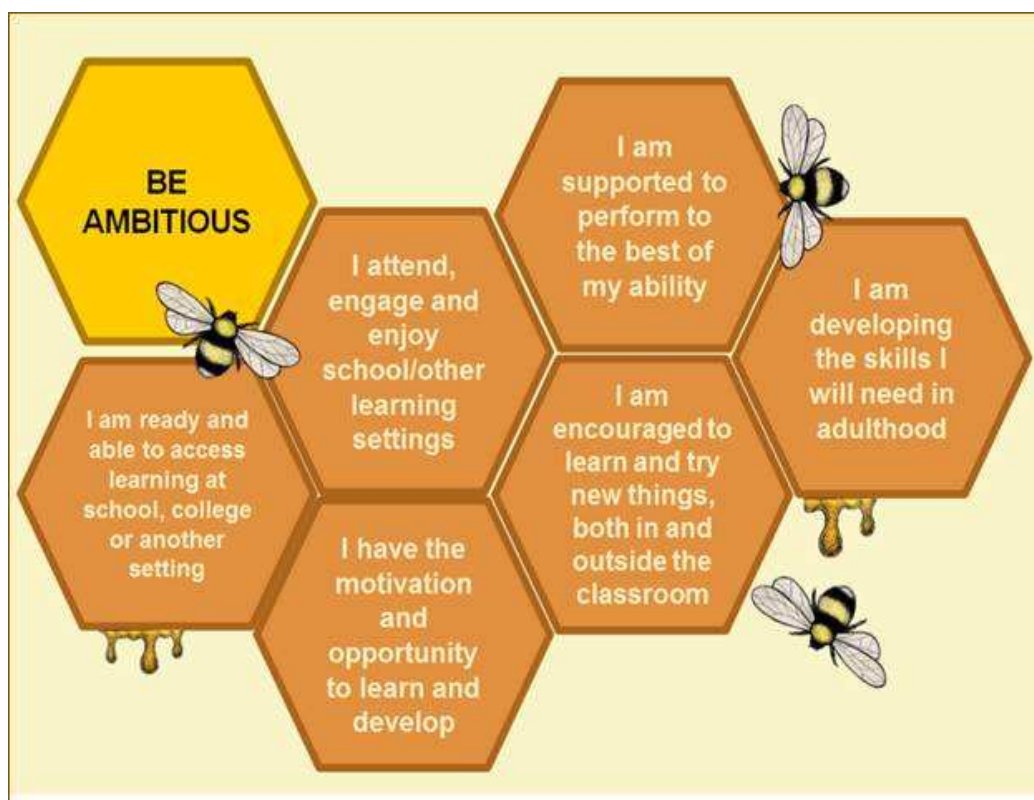 BE
AMBITIOUS
I am ready and
able to access
learning at
school, college
or another
setting
I attend,
engage and
enjoy
school/other
learning
settings
I have the
motivation
and
opportunity
to learn and
develop
I am
supported to
perform to
the best of
my ability
I am
encouraged to
learn and try
new things,
both in and
outside the
classroom
I am
developing
the skills I
will need in
adulthood